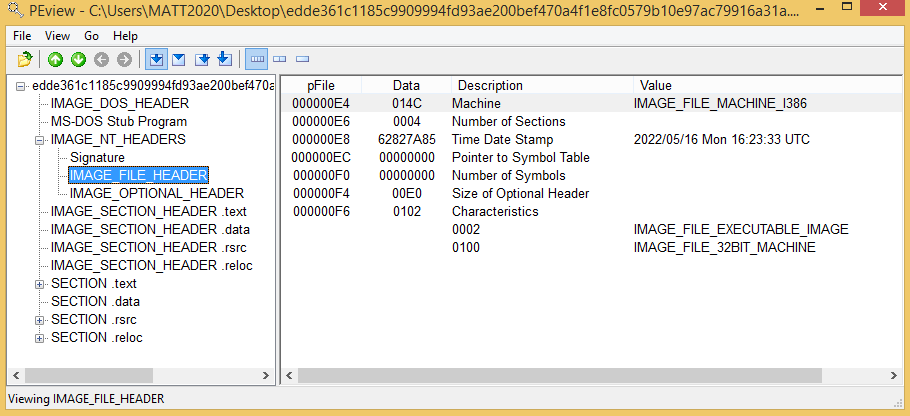 PEview - C:\Users\MATT2020\Desktop\edde361c1185c9909994fd93ae200bef470a4f1e8fc0579b10e97ac79916a31a....
File View Go Help
edde361c1185c9909994fd93ae200bef470a
IMAGE_DOS_HEADER
MS-DOS Stub Program
IMAGE_NT_HEADERS
Signature
IMAGE_FILE_HEADER
IMAGE_OPTIONAL_HEADER
IMAGE_SECTION_HEADER .text
IMAGE_SECTION_HEADER .data
IMAGE_SECTION_HEADER .rsrc
IMAGE_SECTION_HEADER .reloc
SECTION .text
SECTION .data
SECTION .rsrc
SECTION .reloc
pFile Data Description Value
000000E4 014C Machine IMAGE_FILE_MACHINE_I386
000000E6 0004 Number of Sections
000000E8 62827A85 Time Date Stamp 2022/05/16 Mon 16:23:33 UTC
000000EC 00000000 Pointer to Symbol Table
000000F0 00000000 Number of Symbols
000000F4 00E0 Size of Optional Header
000000F6 0102 Characteristics
0002 IMAGE_FILE_EXECUTABLE_IMAGE
0100 IMAGE_FILE_32BIT_MACHINE
Viewing IMAGE_FILE_HEADER